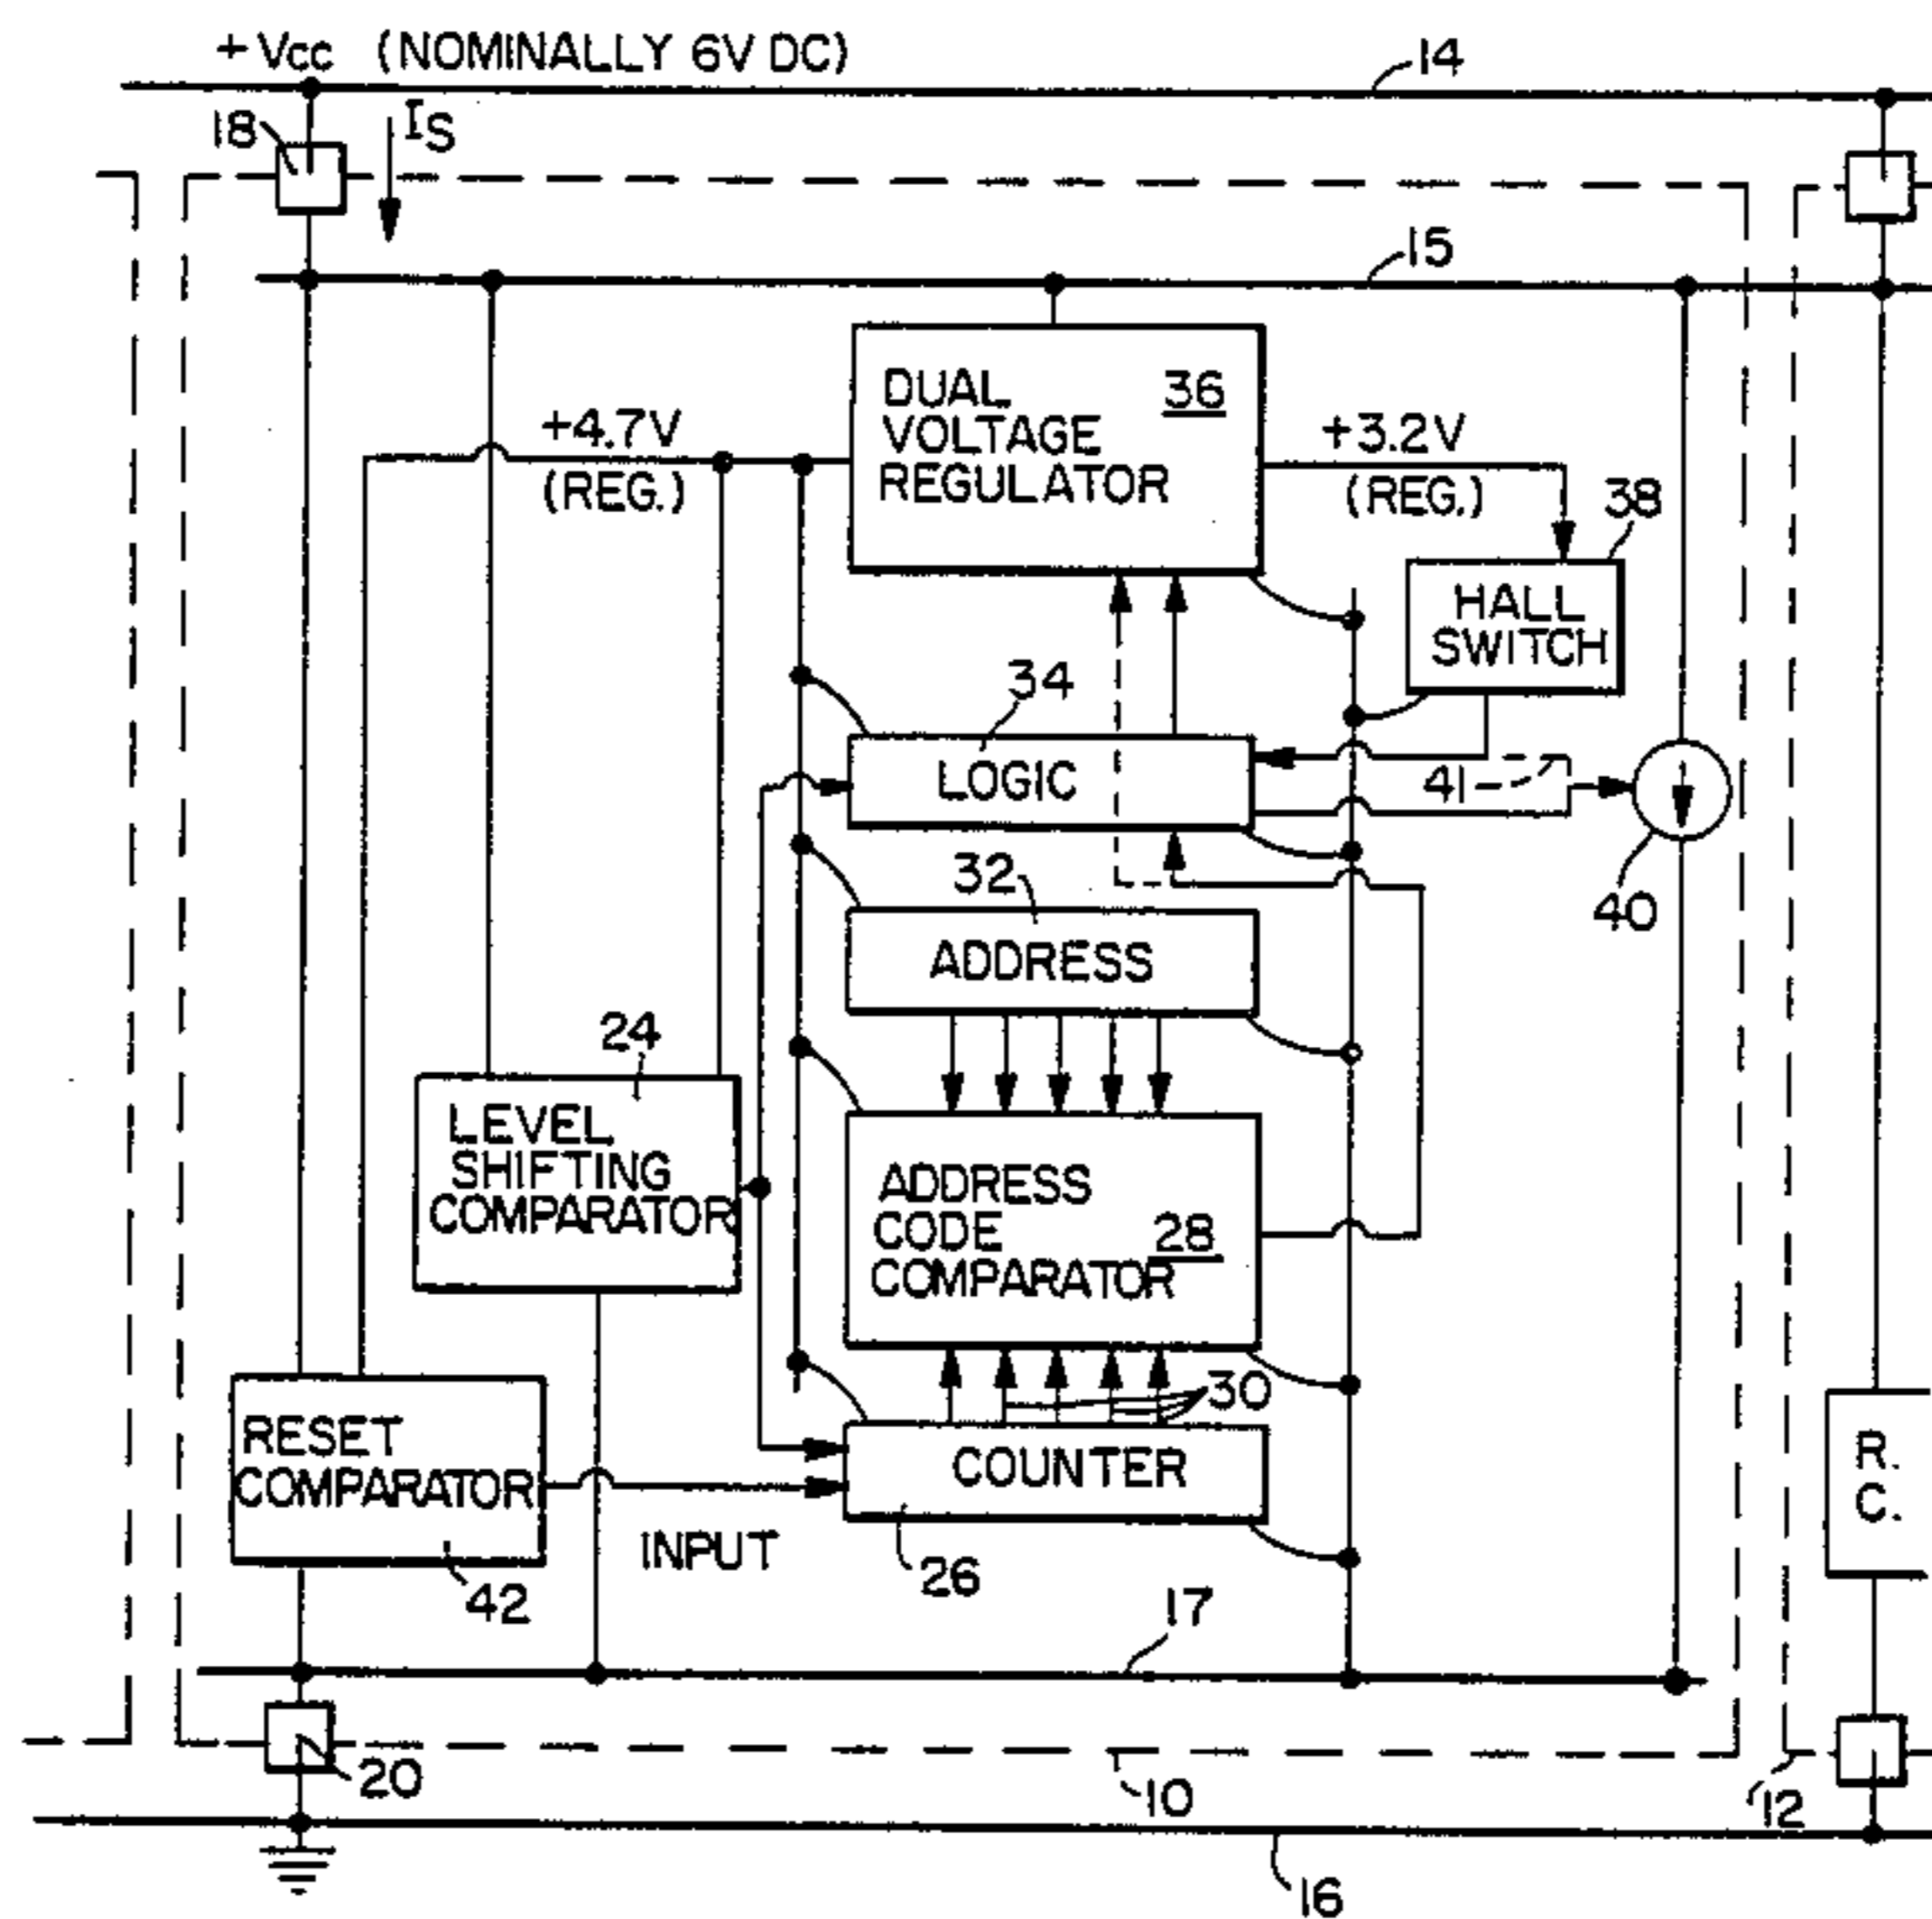 +Vcc (NOMINALLY 6V DC)
14
18
IS
15
DUAL
VOLTAGE
REGULATOR
36
+4.7V
(REG.)
+3.2V
(REG.)
38
HALL
SWITCH
34
LOGIC
41
40
32
ADDRESS
24
LEVEL
SHIFTING
COMPARATOR
ADDRESS
CODE
COMPARATOR
28
30
RESET
COMPARATOR
COUNTER
R.
C.
INPUT
26
42
17
20
10
12
16